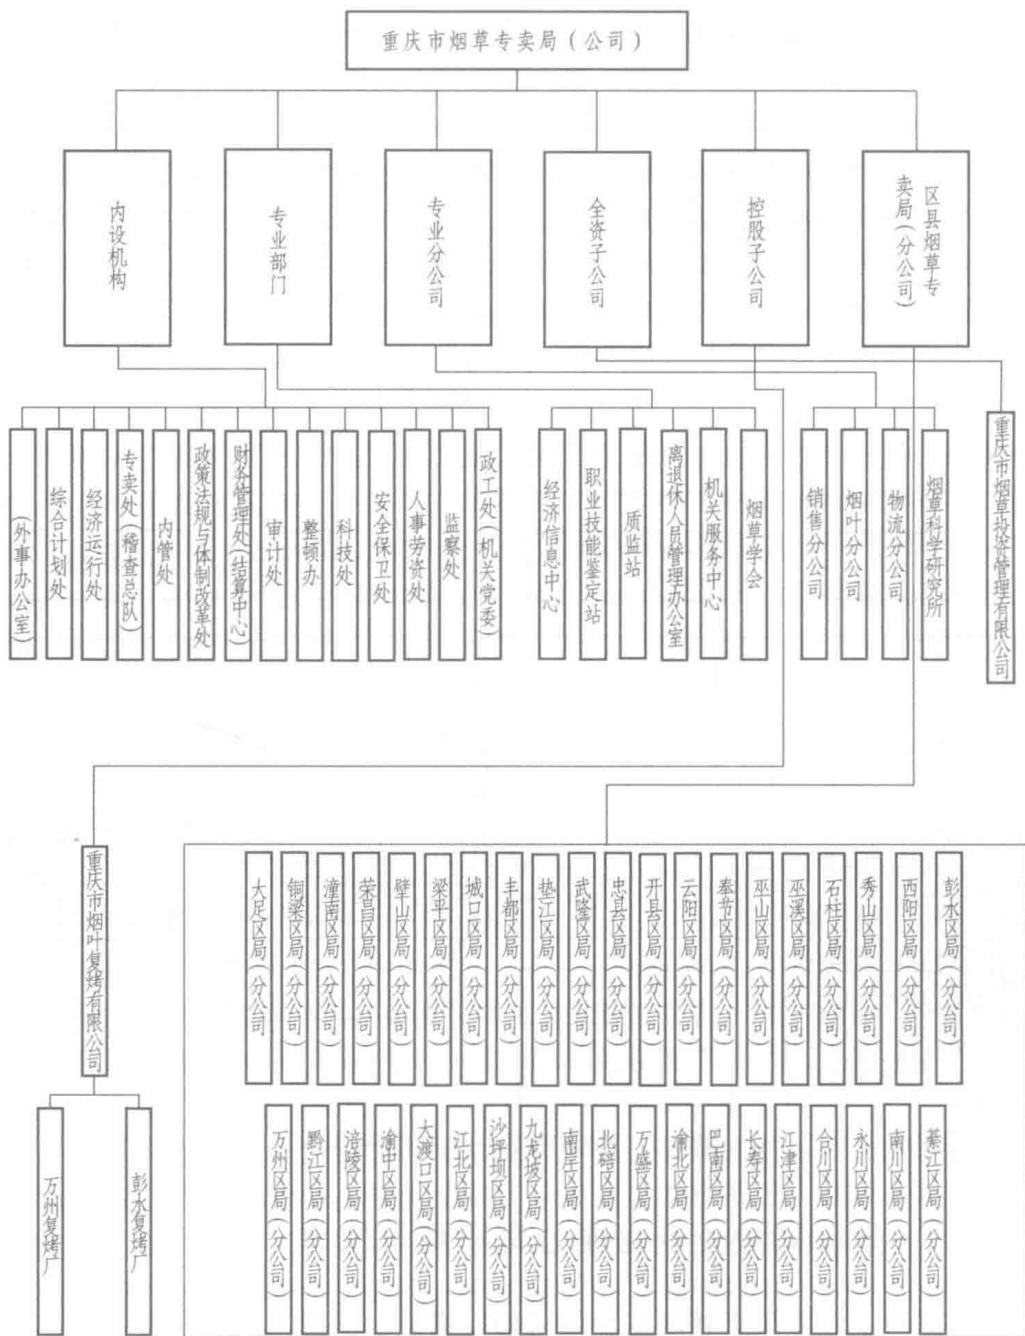 重庆市烟草专卖局(公司)
内设机构
专业部门
专业分公司
全资子公司
控股子公司
区县烟草专
卖局(分公司)
(外事办公室)
综合计划处
经济运行处
专卖处(稽查总队)
内管处
政策法规与体制改革处
财务管理处(结算中心)
审计处
整顿办
科技处
安全保卫处
人事劳资处
监察处
政工处(机关党委)
经济信息中心
职业技能鉴定站
质监站
离退休人员管理办公室
机关服务中心
烟草学会
销售分公司
烟叶分公司
物流分公司
烟草科学研究所
重庆市烟草投资管理有限公司
重庆市烟叶复烤有限公司
万州复烤厂
彭水复烤厂
大足区局(分公司)
铜梁区局(分公司)
潼南区局(分公司)
荣昌区局(分公司)
壁山区局(分公司)
梁平区局(分公司)
城口区局(分公司)
丰都区局(分公司)
垫江区局(分公司)
武隆区局(分公司)
忠县区局(分公司)
开县区局(分公司)
云阳区局(分公司)
奉节区局(分公司)
巫山区局(分公司)
巫溪区局(分公司)
石柱区局(分公司)
秀山区局(分公司)
西阳区局(分公司)
彭水区局(分公司)
万州区局(分公司)
黔江区局(分公司)
涪陵区局(分公司)
渝中区局(分公司)
大渡口区局(分公司)
江北区局(分公司)
沙坪坝区局(分公司)
九龙坡区局(分公司)
南岸区局(分公司)
北碚区局(分公司)
万盛区局(分公司)
渝北区局(分公司)
巴南区局(分公司)
长寿区局(分公司)
江津区局(分公司)
合川区局(分公司)
永川区局(分公司)
南川区局(分公司)
綦江区局(分公司)